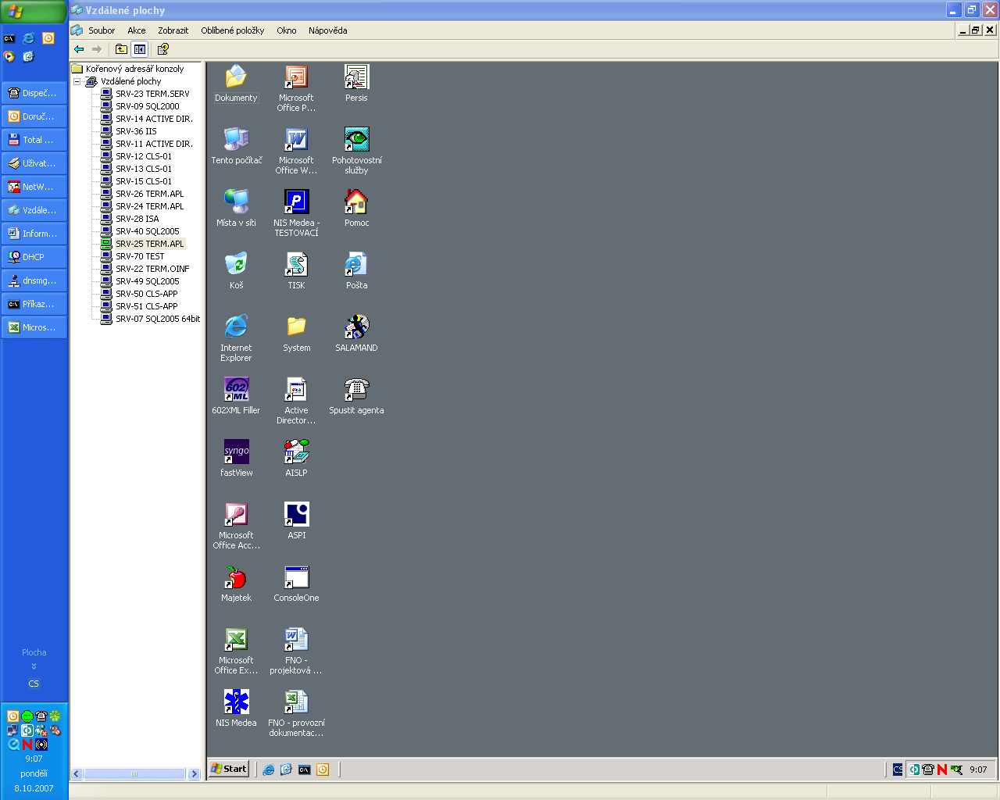 Vzdálené plochy
Soubor Akce Zobrazit Oblíbené položky Okno Nápověda
Dispeč...
Doruč...
Total ...
Uživat...
NetW...
Vzdále...
Inform...
DHCP
dnsmg...
Příkaz...
Micros...
Plocha
CS
9:07
pondělí
8.10.2007
Kořenový adresář konzoly
Vzdálené plochy
SRV-23 TERM.SERV
SRV-09 SQL2000
SRV-14 ACTIVE DIR.
SRV-36 IIS
SRV-11 ACTIVE DIR.
SRV-12 CLS-01
SRV-13 CLS-01
SRV-15 CLS-01
SRV-26 TERM.APL
SRV-24 TERM.APL
SRV-28 ISA
SRV-40 SQL2005
SRV-25 TERM.APL
SRV-70 TEST
SRV-22 TERM.OINF
SRV-49 SQL2005
SRV-50 CLS-APP
SRV-51 CLS-APP
SRV-07 SQL2005 64bit
Dokumenty
Tento počítač
Místa v síti
Koš
Internet
Explorer
602
XML
602XML Filler
syngo
fastView
Microsoft
Office Acc...
Majetek
Microsoft
Office Ex...
NIS Medea
Microsoft
Office P...
Microsoft
Office W...
P
NIS Medea -
TESTOVACÍ
TISK
System
Active
Director...
AISLP
ASPI
ConsoleOne
FNO -
projektová ...
FNO - provozní
dokumentac...
Persis
Pohotovostní
služby
Pomoc
Pošta
SALAMAND
Spustit agenta
Start
CS
9:07